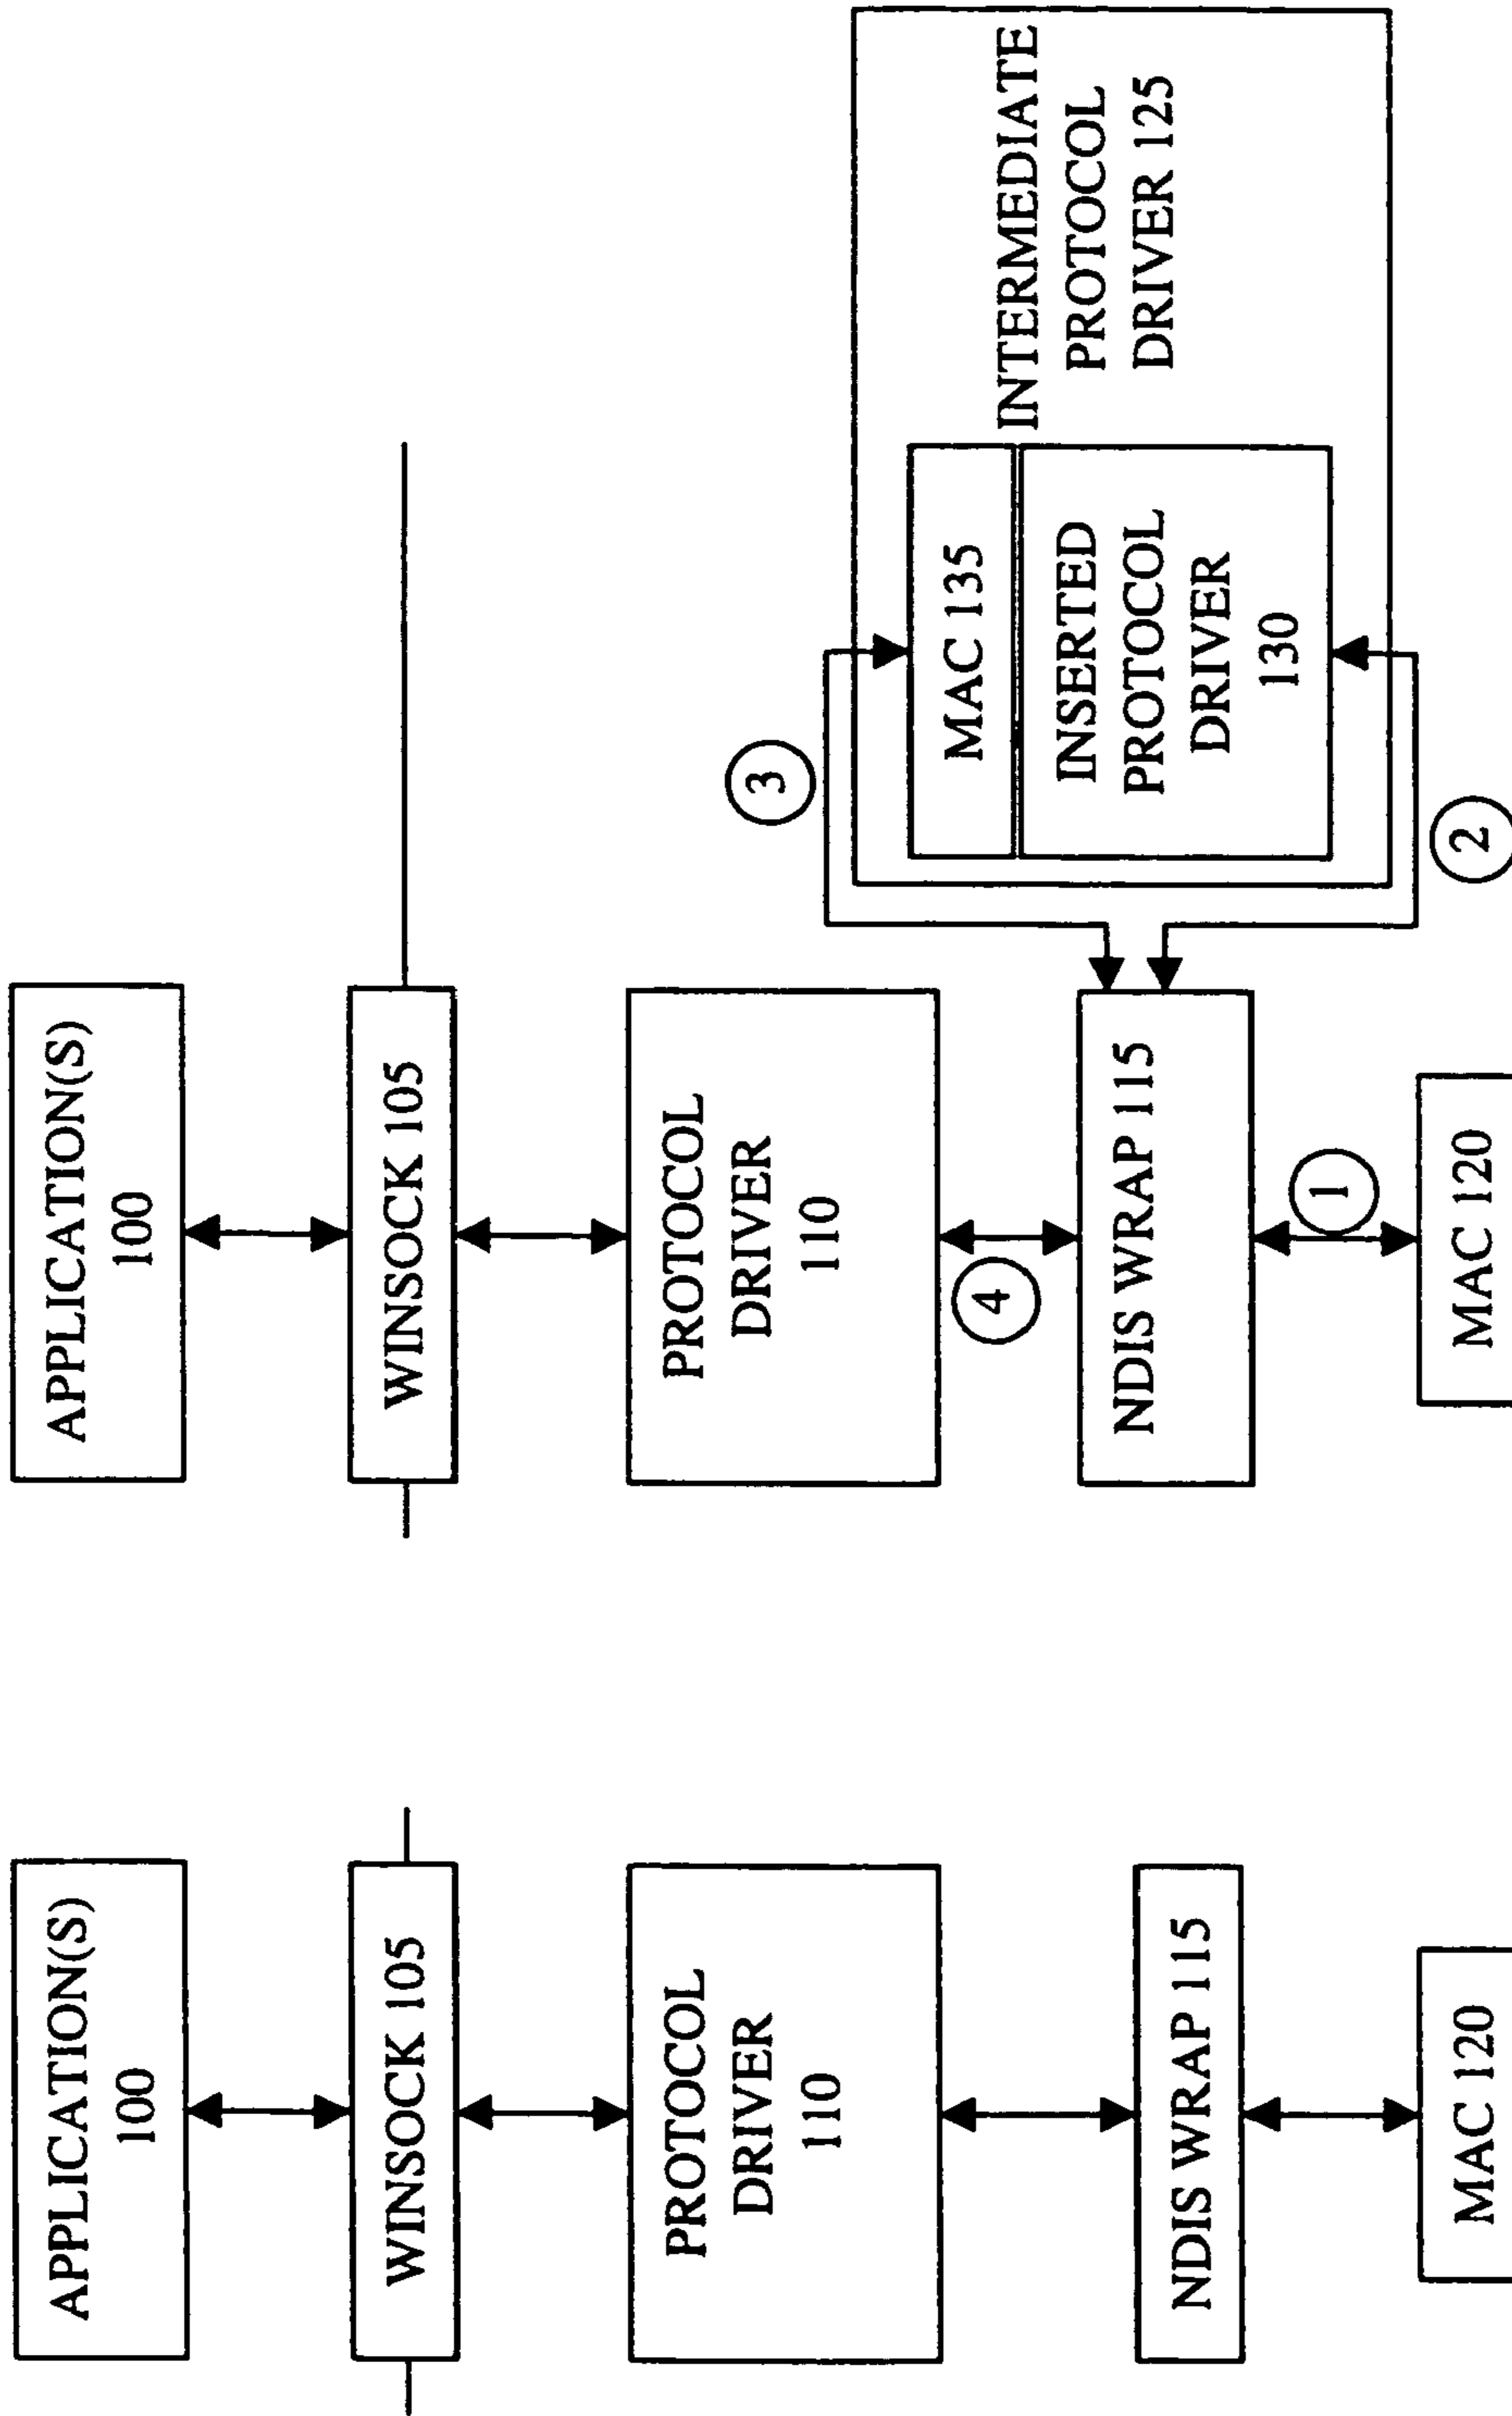 APPLICATION(S)
100
WINSOCK 105
PROTOCOL
DRIVER
110
NDIS WRAP 115
MAC 120
APPLICATION(S)
100
WINSOCK 105
PROTOCOL
DRIVER
110
4
NDIS WRAP 115
1
MAC 120
3
MAC 135
INSERTED
PROTOCOL
DRIVER
130
2
INTERMEDIATE
PROTOCOL
DRIVER 125